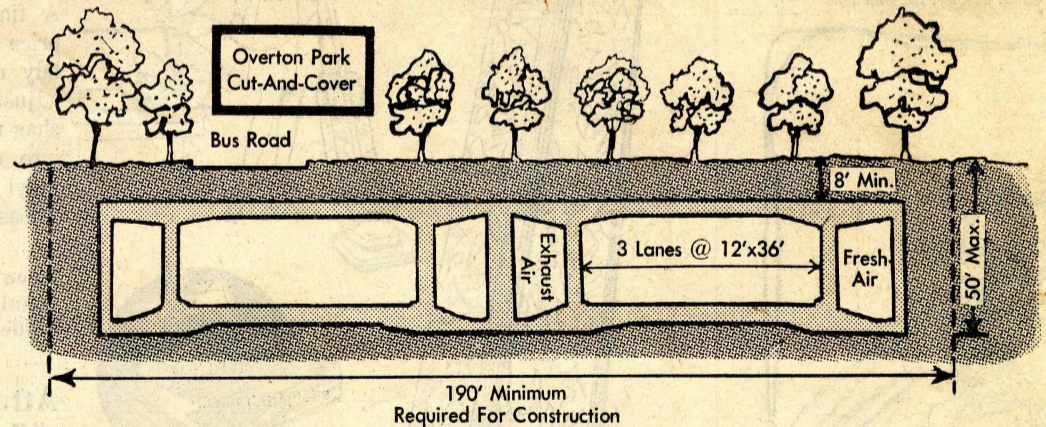 Overton Park
Cut-And-Cover
Bus Road
8' Min.
Exhaust
Air
3 Lanes @ 12'x36'
Fresh
Air
50' Max.
190' Minimum
Required For Construction